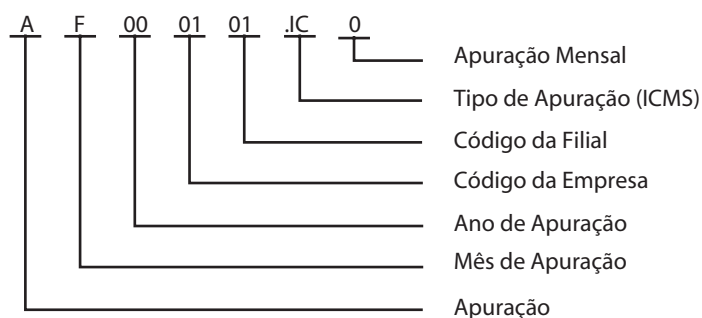 A F 00 01 01 .IC 0
Apuração Mensal
Tipo de Apuração (ICMS)
Código da Filial
Código da Empresa
Ano de Apuração
Mês de Apuração
Apuração